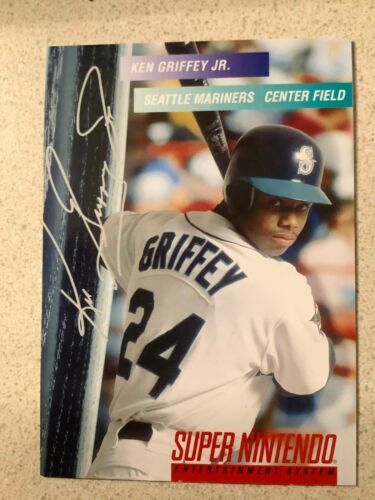 KEN GRIFFEY JR.
SEATTLE MARINERS CENTER FIELD
S
GRIFFEY
24
SUPER NINTENDO
ENTERTAINMENT SYSTEM